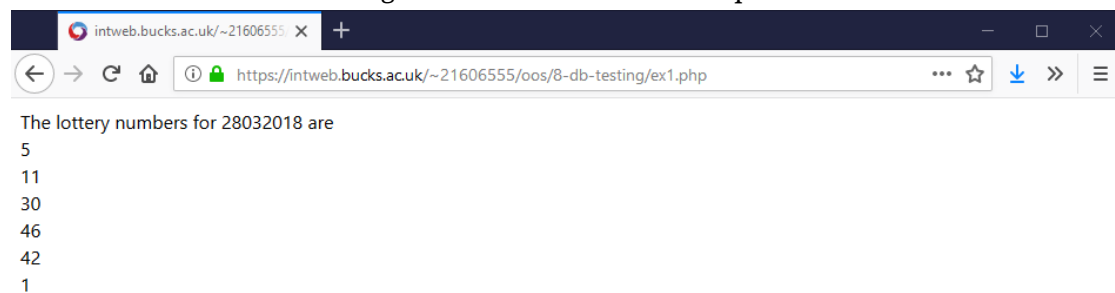 intweb.bucks.ac.uk/~21606555
https://intweb.bucks.ac.uk/~21606555/oos/8-db-testing/ex1.php
The lottery numbers for 28032018 are
5
11
30
46
42
1